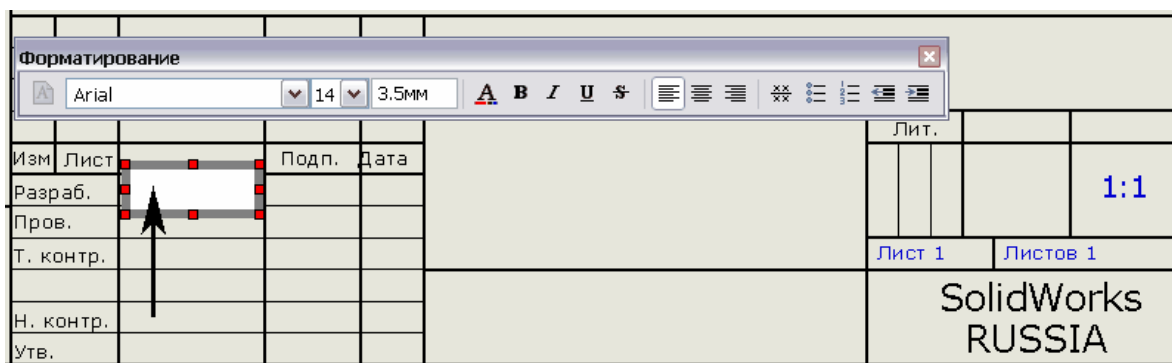 Форматирование
Arial 14 3.5мм A B I U S
Лит.
Изм Лист Подп. Дата
Разраб. 1:1
Пров.
Т. контр. Лист 1 Листов 1
SolidWorks
Н. контр. RUSSIA
Утв.